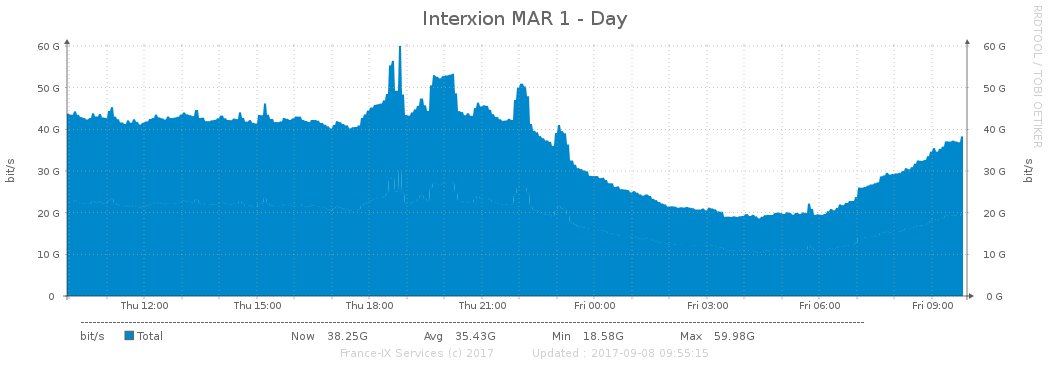 Interxion MAR 1 - Day
RRDTOOL / TOBI OETIKER
60 G 60 G
50 G 50 G
40 G 40 G
30 G 30 G
20 G 20 G
10 G 10 G
0 0 G
bit/s bit/s
Thu 12:00 Thu 15:00 Thu 18:00 Thu 21:00 Fri 00:00 Fri 03:00 Fri 06:00 Fri 09:00
bit/s Total Now 38.25G Avg 35.43G Min 18.58G Max 59.98G
France-IX Services (c) 2017 Updated : 2017-09-08 09:55:15